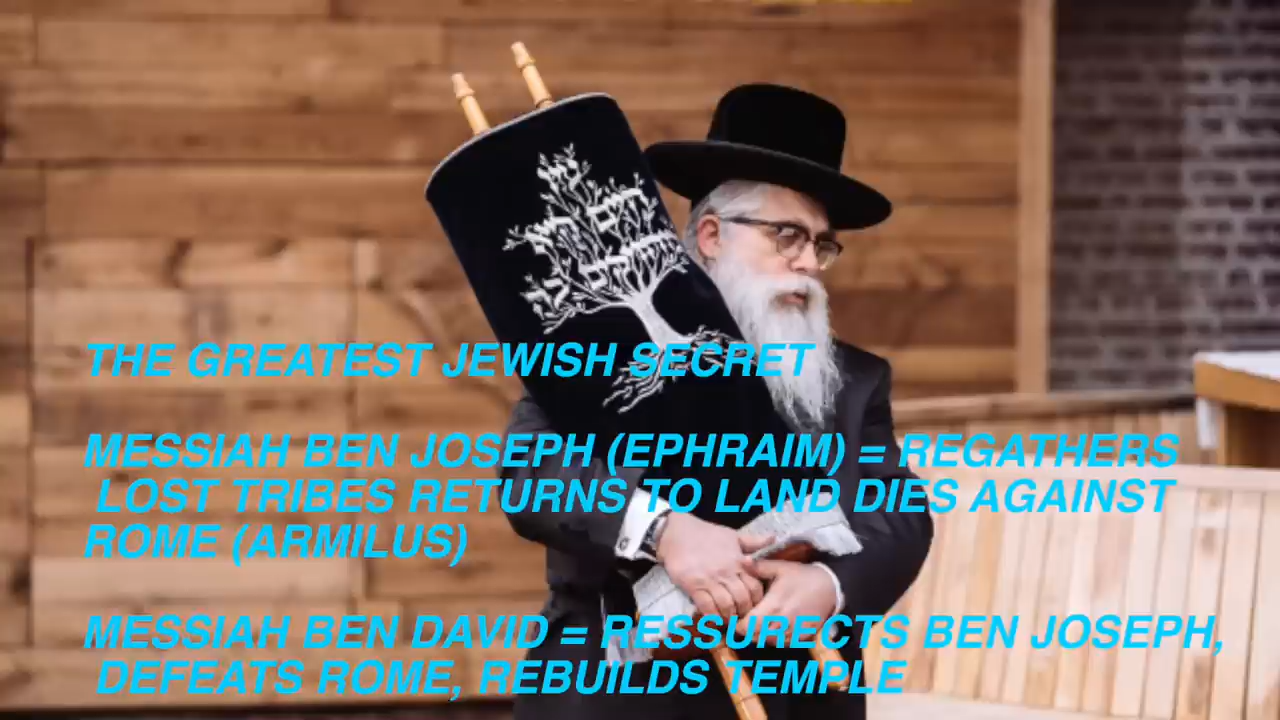 THE GREATEST JEWISH SECRET
MESSIAH BEN JOSEPH (EPHRAIM) = REGATHERS
LOST TRIBES RETURNS TO LAND DIES AGAINST
ROME (ARMILUS)
MESSIAH BEN DAVID = RESSURECTS BEN JOSEPH,
DEFEATS ROME, REBUILDS TEMPLE